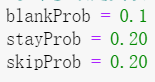 blankProb = 0.1
stayProb = 0.20
skipProb = 0.20